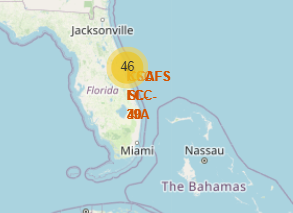 Jacksonville
46
Florida
Miami
Nassau
The Bahamas